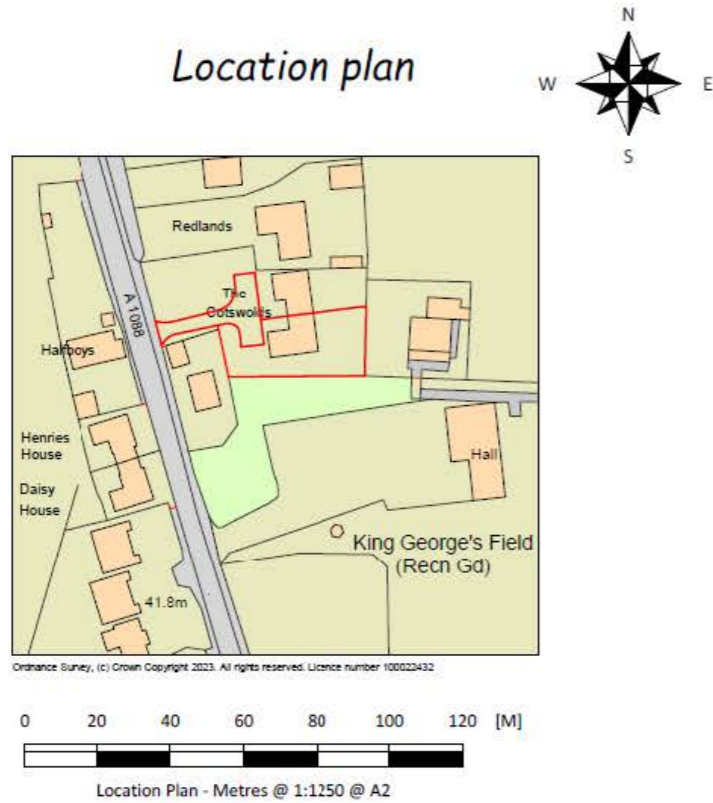 Location plan
N
W
E
S
Redlands
The
Cotswolds
A 1088
Halfboys
Henries
House
Daisy
House
Hall
King George's Field
(Recn Gd)
41.8m
Ordnance Survey, (c) Crown Copyright 2023. All rights reserved. Licence number 100022432
0 20 40 60 80 100 120 [M]
Location Plan - Metres @ 1:1250 @ A2